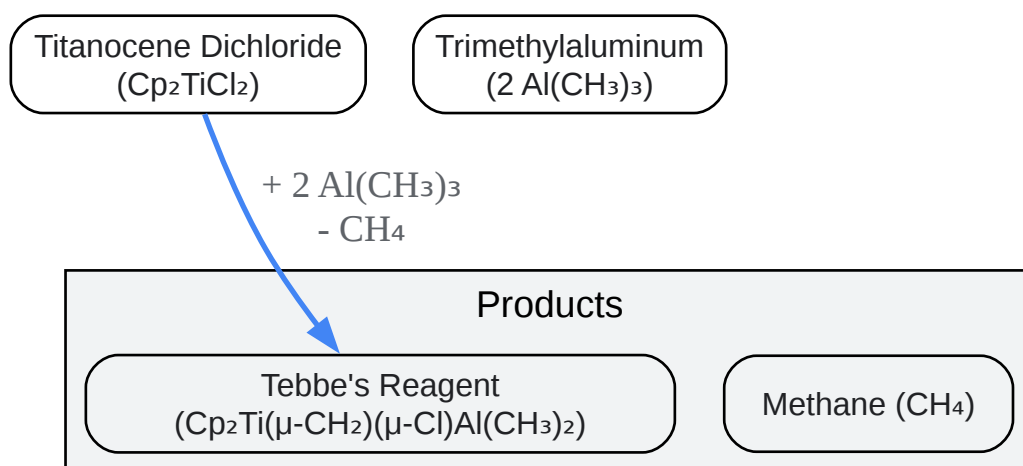 Titanocene Dichloride
(Cp₂TiCl₂)
Trimethylaluminum
(2 Al(CH₃)₃)
+ 2 Al(CH₃)₃
- CH₄
Products
Tebbe's Reagent
(Cp₂Ti(μ-CH₂)(μ-Cl)Al(CH₃)₂)
Methane (CH₄)